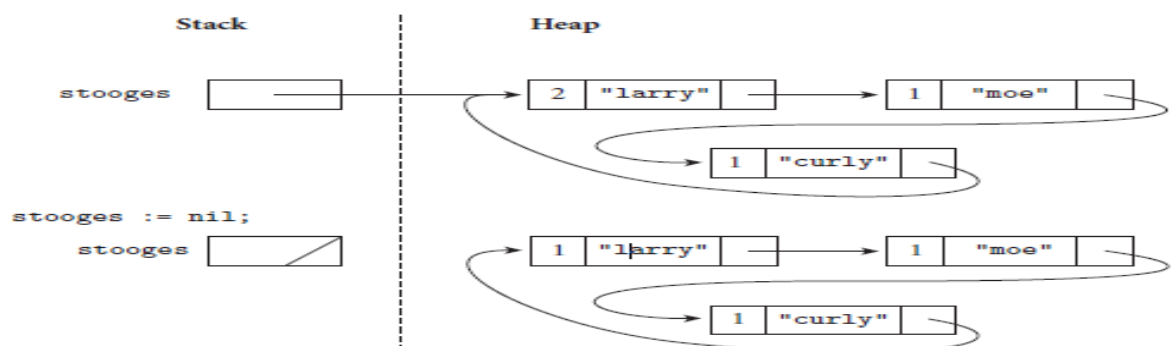 Stack Heap
stooges 2 "larry" 1 "moe"
1 "curly"
stooges := nil;
stooges 1 "larry" 1 "moe"
1 "curly"